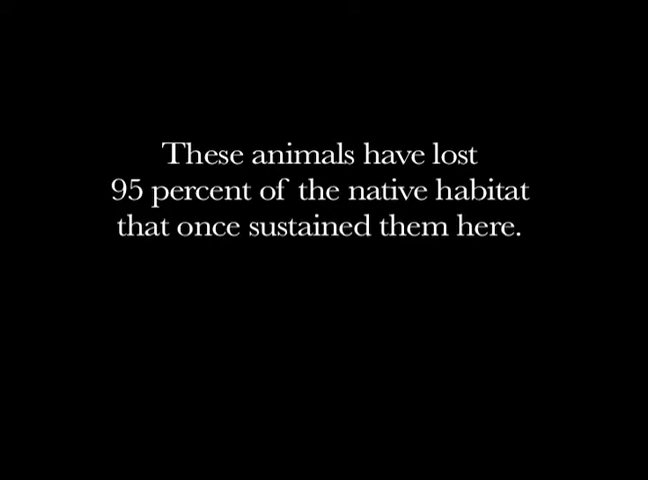 These animals have lost
95 percent of the native habitat
that once sustained them here.